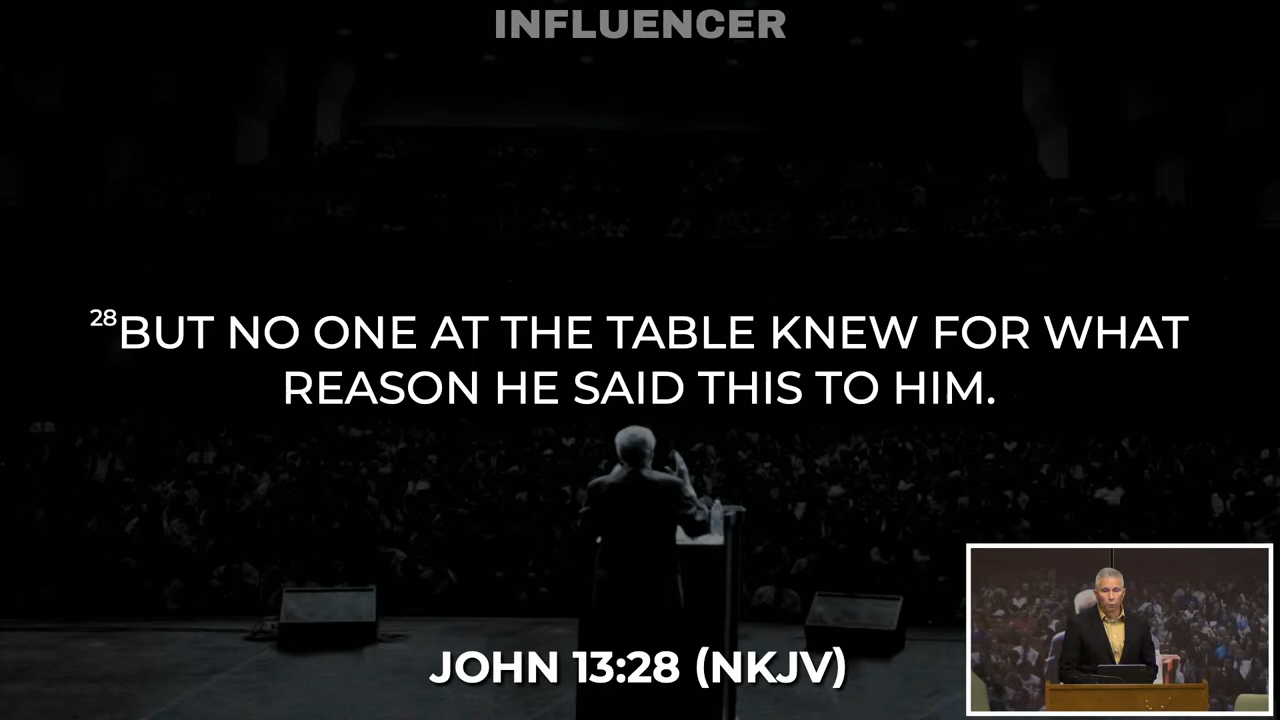 INFLUENCER
28BUT NO ONE AT THE TABLE KNEW FOR WHAT
REASON HE SAID THIS TO HIM.
JOHN 13:28 (NKJV)